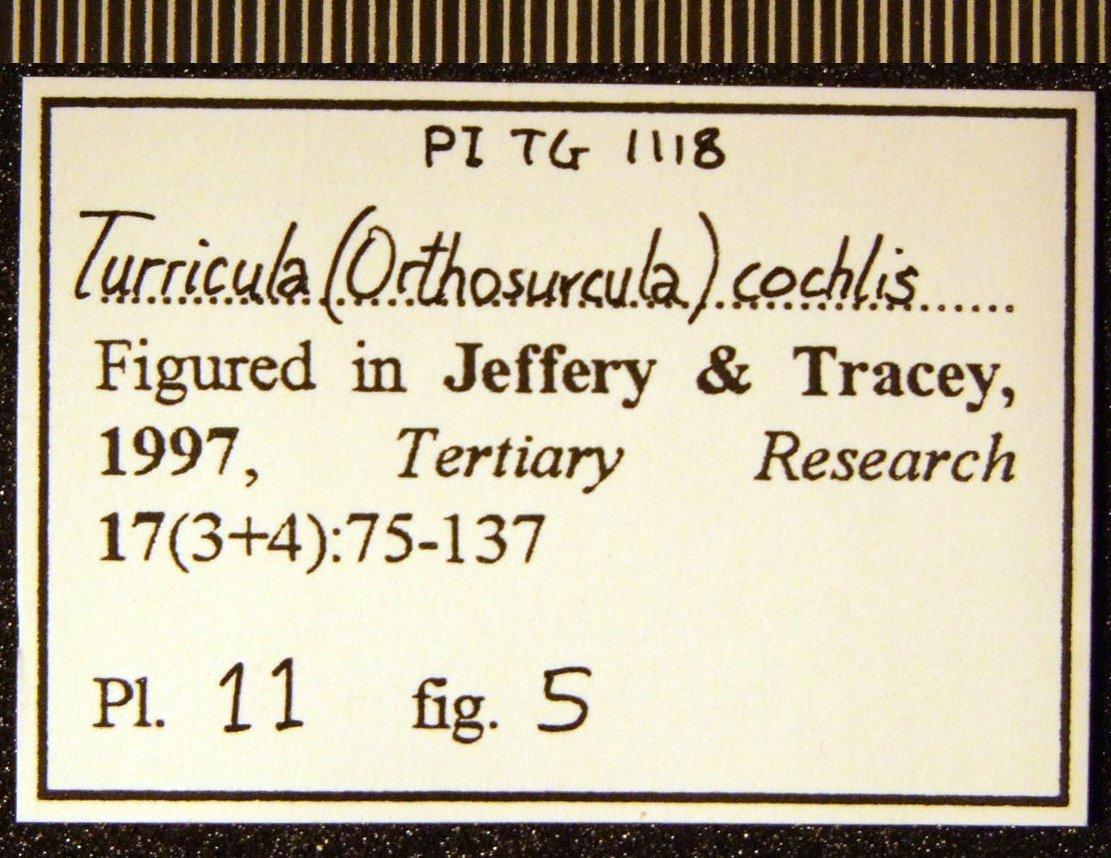 PI TG 1118
Turricula (Orthosurcula) cochlis
Figured in Jeffery & Tracey,
1997, Tertiary Research
17(3+4):75-137
Pl. 11 fig. 5